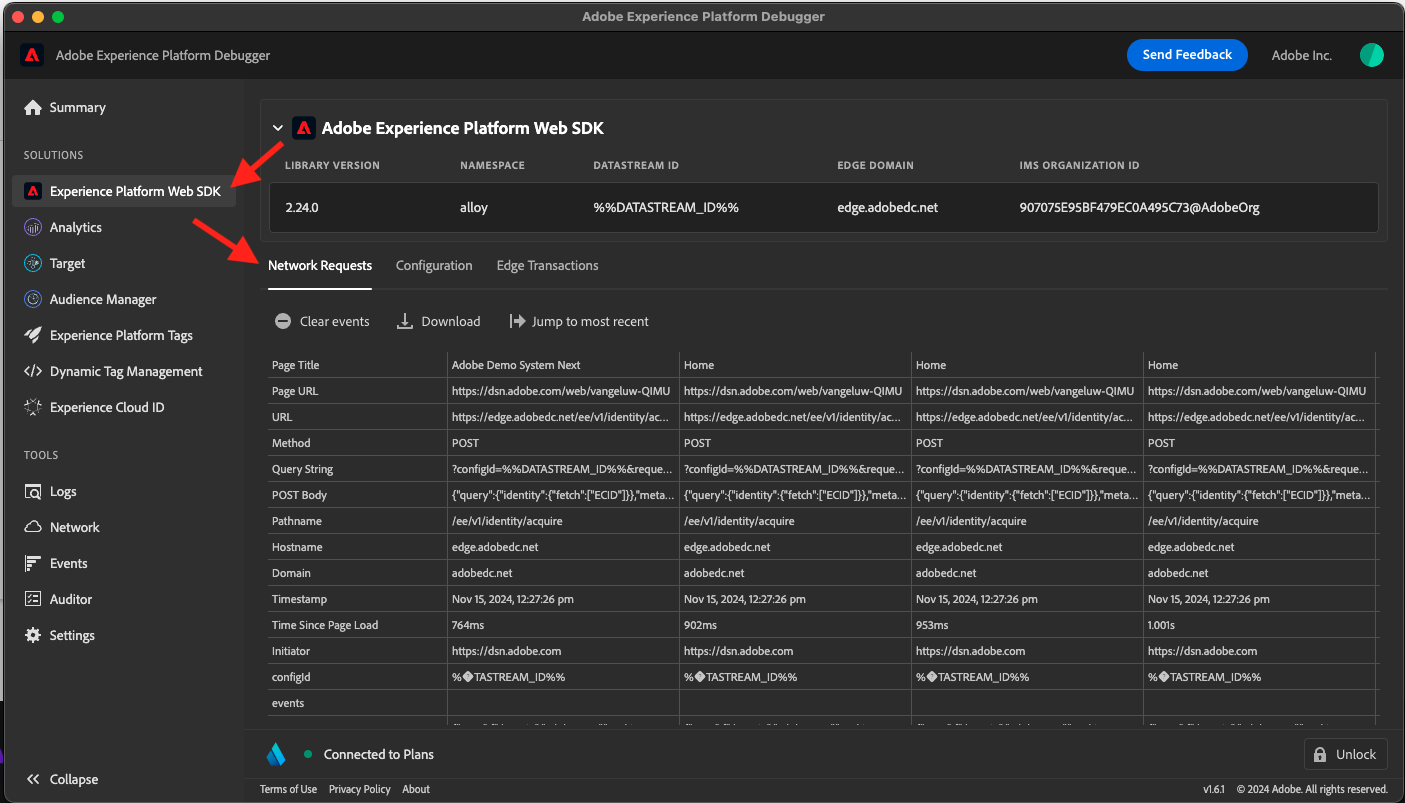 Adobe Experience Platform Debugger
Adobe Experience Platform Debugger
Send Feedback
Adobe Inc.
Summary
SOLUTIONS
Experience Platform Web SDK
Analytics
Target
Audience Manager
Experience Platform Tags
Dynamic Tag Management
Experience Cloud ID
TOOLS
Logs
Network
Events
Auditor
Settings
Collapse
Adobe Experience Platform Web SDK
LIBRARY VERSION NAMESPACE DATASTREAM ID EDGE DOMAIN IMS ORGANIZATION ID
2.24.0 alloy %%DATASTREAM_ID%% edge.adobedc.net 907075E95BF479EC0A495C73@AdobeOrg
Network Requests Configuration Edge Transactions
Clear events Download Jump to most recent
Page Title Adobe Demo System Next Home Home Home
Page URL https://dsn.adobe.com/web/vangeluw-QIMU https://dsn.adobe.com/web/vangeluw-QIMU https://dsn.adobe.com/web/vangeluw-QIMU https://dsn.adobe.com/web/vangeluw-QIMU
URL https://edge.adobedc.net/ee/v1/identity/ac... https://edge.adobedc.net/ee/v1/identity/ac... https://edge.adobedc.net/ee/v1/identity/ac... https://edge.adobedc.net/ee/v1/identity/ac...
Method POST POST POST POST
Query String ?configId=%%DATASTREAM_ID%%&reque... ?configId=%%DATASTREAM_ID%%&reque... ?configId=%%DATASTREAM_ID%%&reque... ?configId=%%DATASTREAM_ID%%&reque...
POST Body {"query":{"identity":{"fetch":["ECID"]}},"meta... {"query":{"identity":{"fetch":["ECID"]}},"meta... {"query":{"identity":{"fetch":["ECID"]}},"meta... {"query":{"identity":{"fetch":["ECID"]}},"meta...
Pathname /ee/v1/identity/acquire /ee/v1/identity/acquire /ee/v1/identity/acquire /ee/v1/identity/acquire
Hostname edge.adobedc.net edge.adobedc.net edge.adobedc.net edge.adobedc.net
Domain adobedc.net adobedc.net adobedc.net adobedc.net
Timestamp Nov 15, 2024, 12:27:26 pm Nov 15, 2024, 12:27:26 pm Nov 15, 2024, 12:27:26 pm Nov 15, 2024, 12:27:26 pm
Time Since Page Load 764ms 902ms 953ms 1.001s
Initiator https://dsn.adobe.com https://dsn.adobe.com https://dsn.adobe.com https://dsn.adobe.com
configId %�TASTREAM_ID%% %�TASTREAM_ID%% %�TASTREAM_ID%% %�TASTREAM_ID%%
events
Connected to Plans
Unlock
Terms of Use Privacy Policy About
v1.6.1 © 2024 Adobe. All rights reserved.